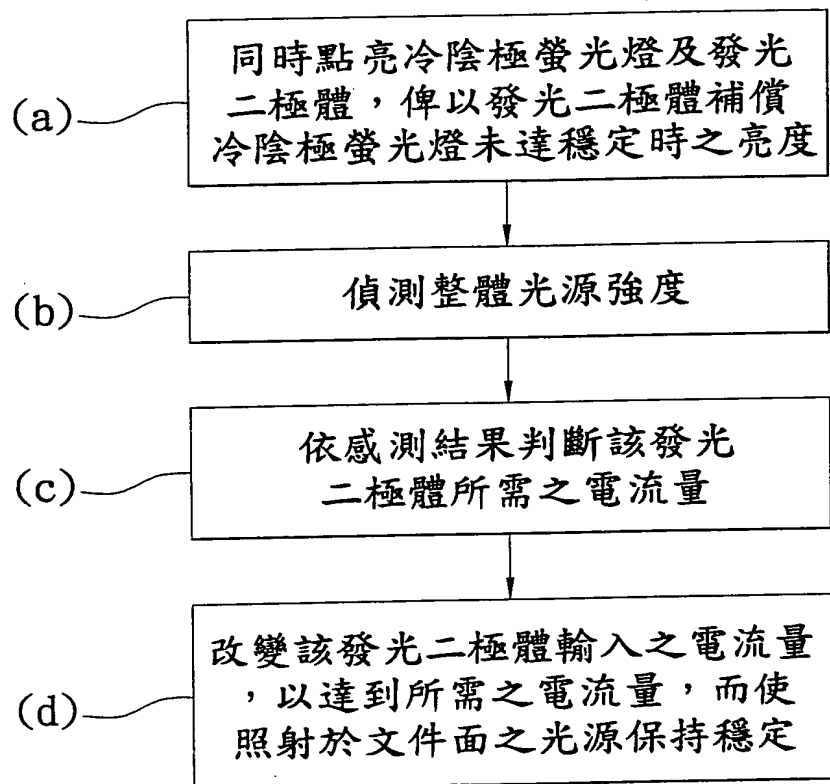 (a)
同時點亮冷陰極螢光燈及發光
二極體，俾以發光二極體補償
冷陰極螢光燈未達穩定時之亮度
(b)
偵測整體光源強度
(c)
依感測結果判斷該發光
二極體所需之電流量
(d)
改變該發光二極體輸入之電流量
，以達到所需之電流量，而使
照射於文件面之光源保持穩定